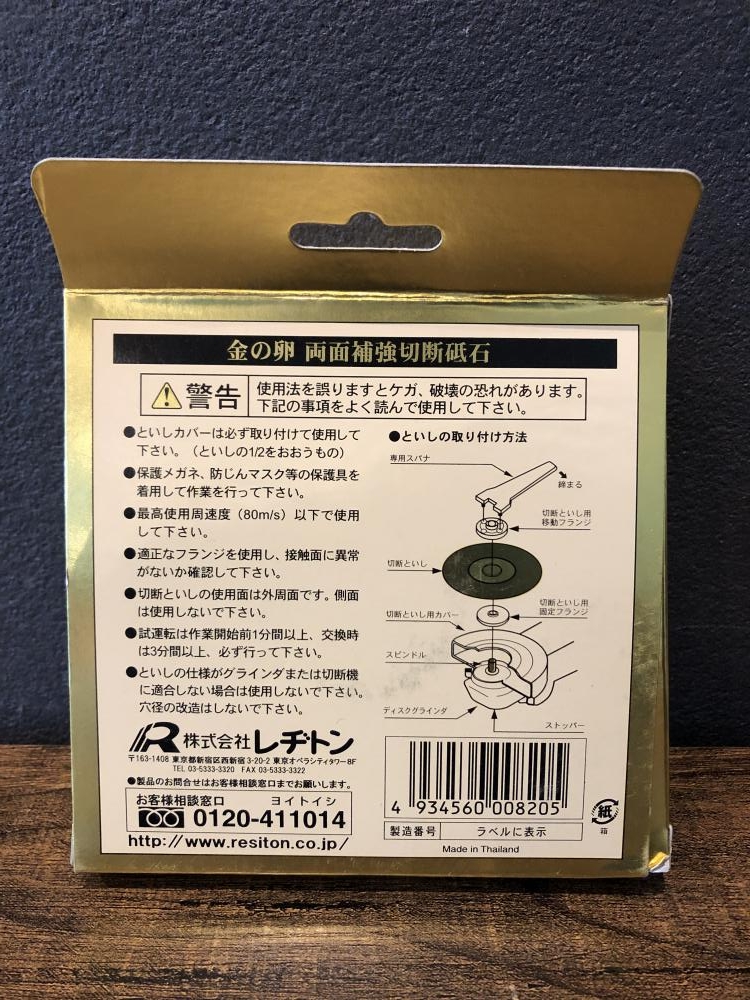 金の卵 両面補強切断砥石
警告
使用法を誤りますとケガ、破壊の恐れがあります。
下記の事項をよく読んで使用して下さい。
●といしカバーは必ず取り付けて使用して
下さい。（といしの1/2をおおうもの）
●保護メガネ、防じんマスク等の保護具を
着用して作業を行って下さい。
●最高使用周速度（80m/s）以下で使用
して下さい。
●適正なフランジを使用し、接触面に異常
がないか確認して下さい。
●切断といしの使用面は外周面です。側面
は使用しないで下さい。
●試運転は作業開始前1分間以上、交換時
は3分間以上、必ず行って下さい。
●といしの仕様がグラインダまたは切断機
に適合しない場合は使用しないで下さい。
穴径の改造はしないで下さい。
●といしの取り付け方法
専用スパナ
締まる
切断といし用
移動フランジ
切断といし
切断といし用
固定フランジ
切断といし用カバー
スピンドル
ディスクグラインダ
ストッパー
株式会社レヂトン
〒163-1408 東京都新宿区西新宿3-20-2 東京オペラシティタワー8F
TEL 03-5333-3320 FAX 03-5333-3322
●製品のお問合せはお客様相談窓口までお願いします。
お客様相談窓口 ヨイトイシ
0120-411014
http://www.resiton.co.jp/
4 934560 008205
製造番号 ラベルに表示
Made in Thailand
紙
箱